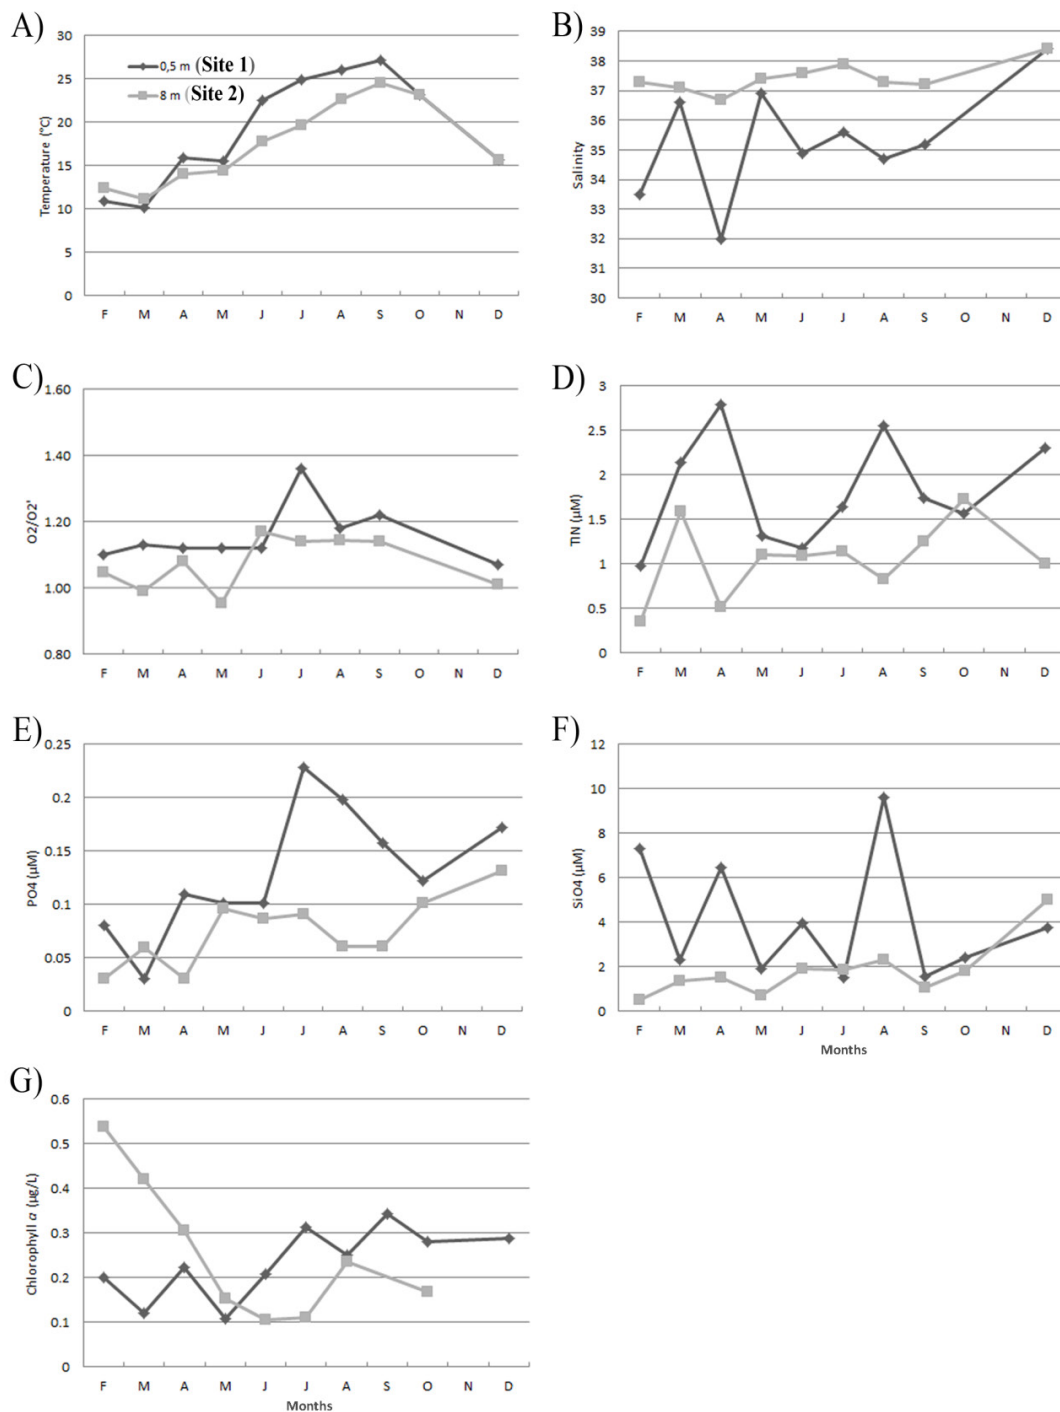 A)
Temperature (°C)
35
30
25
20
15
10
5
0
0,5 m (Site 1)
8 m (Site 2)
F M A M J J A S O N D
B)
Salinity
39
38
37
36
35
34
33
32
31
30
F M A M J J A S O N D
C)
O2/O2'
1.60
1.40
1.20
1.00
0.80
F M A M J J A S O N D
D)
TIN (µM)
3
2.5
2
1.5
1
0.5
0
F M A M J J A S O N D
E)
PO4 (µM)
0.25
0.2
0.15
0.1
0.05
0
F M A M J J A S O N D
F)
SiO4 (µM)
12
10
8
6
4
2
0
F M A M J J A S O N D
Months
G)
Chlorophyll a (µg/L)
0.6
0.5
0.4
0.3
0.2
0.1
0
F M A M J J A S O N D
Months